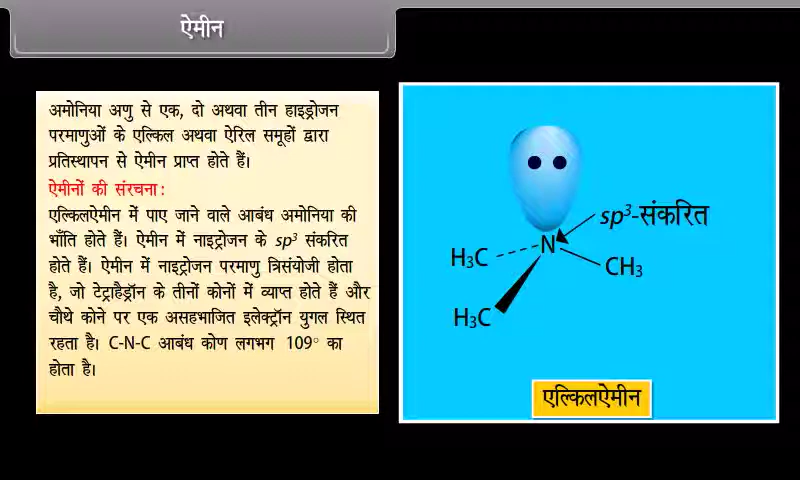 ऐमीन
अमोनिया अणु से एक, दो अथवा तीन हाइड्रोजन
परमाणुओं के एल्किल अथवा ऐरिल समूहों द्वारा
प्रतिस्थापन से ऐमीन प्राप्त होते हैं।
ऐमीनों की संरचना:
एल्किलऐमीन में पाए जाने वाले आबंध अमोनिया की
भाँति होते हैं। ऐमीन में नाइट्रोजन के sp³ संकरित
होते हैं। ऐमीन में नाइट्रोजन परमाणु त्रिसंयोजी होता
है, जो टेट्राहैड्रॉन के तीनों कोनों में व्याप्त होते हैं और
चौथे कोने पर एक असहभाजित इलेक्ट्रॉन युगल स्थित
रहता है। C-N-C आबंध कोण लगभग 109° का
होता है।
sp³-संकरित
N
H₃C
CH₃
H₃C
एल्किलऐमीन